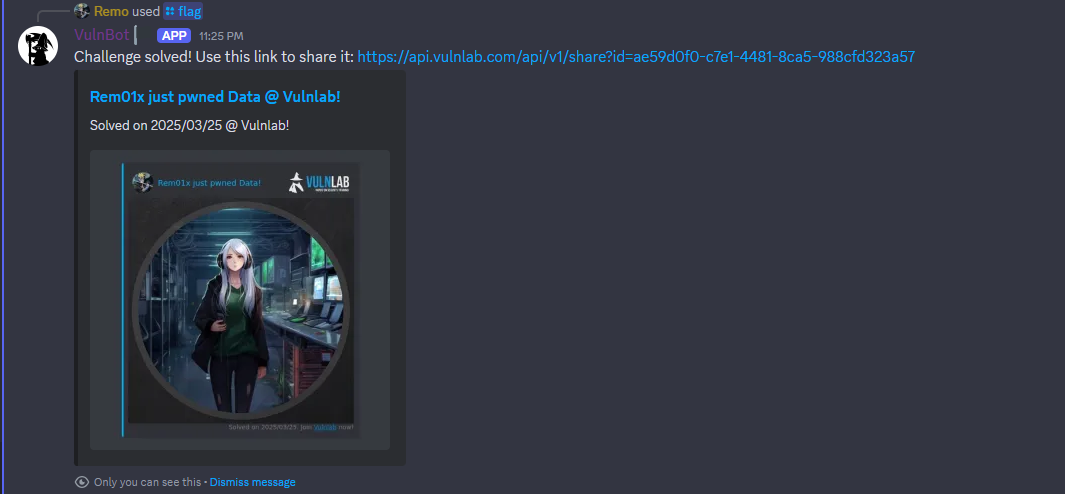 Remo used flag
VulnBot APP 11:25 PM
Challenge solved! Use this link to share it: https://api.vulnlab.com/api/v1/share?id=ae59d0f0-c7e1-4481-8ca5-988cfd323a57
Rem01x just pwned Data @ Vulnlab!
Solved on 2025/03/25 @ Vulnlab!
Rem01x just pwned Data!
VULNLAB
Solved on 2025/03/25. Join Vulnlab now!
Only you can see this • Dismiss message